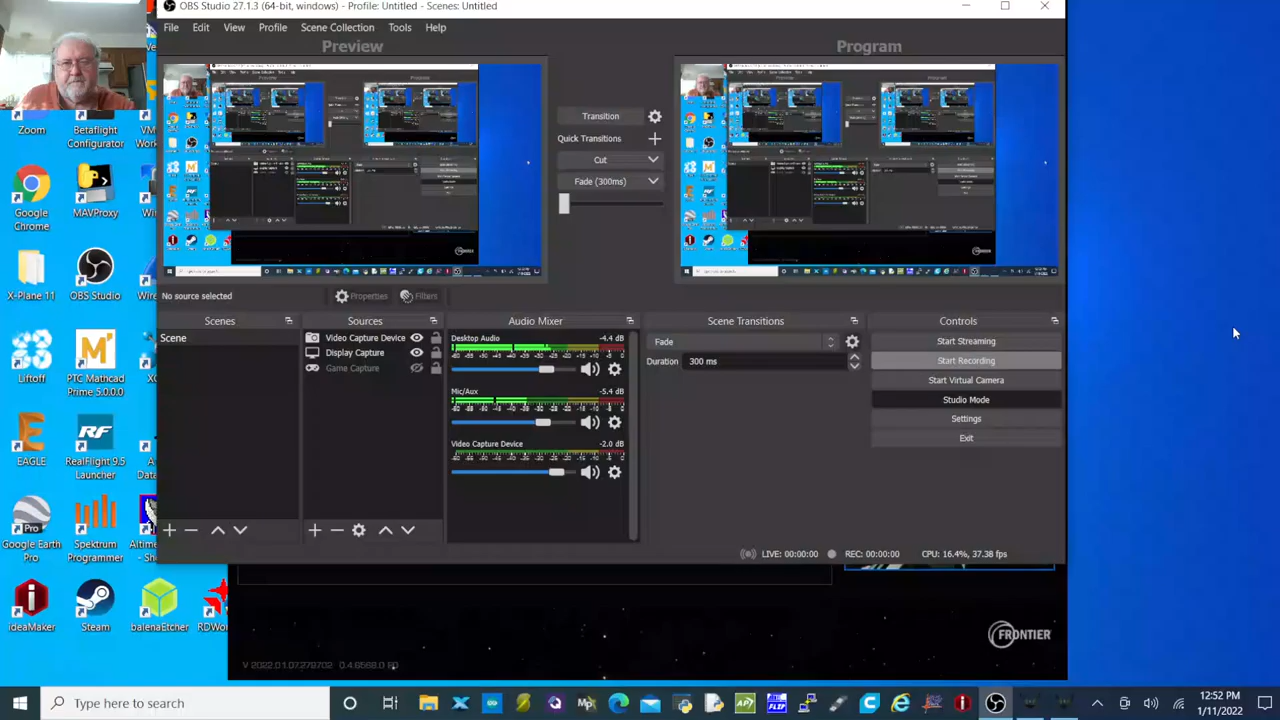 OBS Studio 27.1.3 (64-bit, windows) - Profile: Untitled - Scenes: Untitled
File Edit View Profile Scene Collection Tools Help
Preview
Program
Transition
Quick Transitions
Cut
Fade (300ms)
Zoom
Betaflight
Configurator
Google
Chrome
MAVProxy
X-Plane 11
OBS Studio
Liftoff
PTC Mathcad
Prime 5.0.0.0
EAGLE
RealFlight 9.5
Launcher
Google Earth
Pro
Spektrum
Programmer
ideaMaker
Steam
balenaEtcher
RDWo
No source selected
Properties
Filters
Scenes
Scene
Sources
Video Capture Device
Display Capture
Game Capture
Audio Mixer
Desktop Audio -4.4 dB
Mic/Aux -5.4 dB
Video Capture Device -2.0 dB
Scene Transitions
Fade
Duration 300 ms
Controls
Start Streaming
Start Recording
Start Virtual Camera
Studio Mode
Settings
Exit
LIVE: 00:00:00 REC: 00:00:00 CPU: 16.4%, 37.38 fps
FRONTIER
Type here to search
12:52 PM
1/11/2022